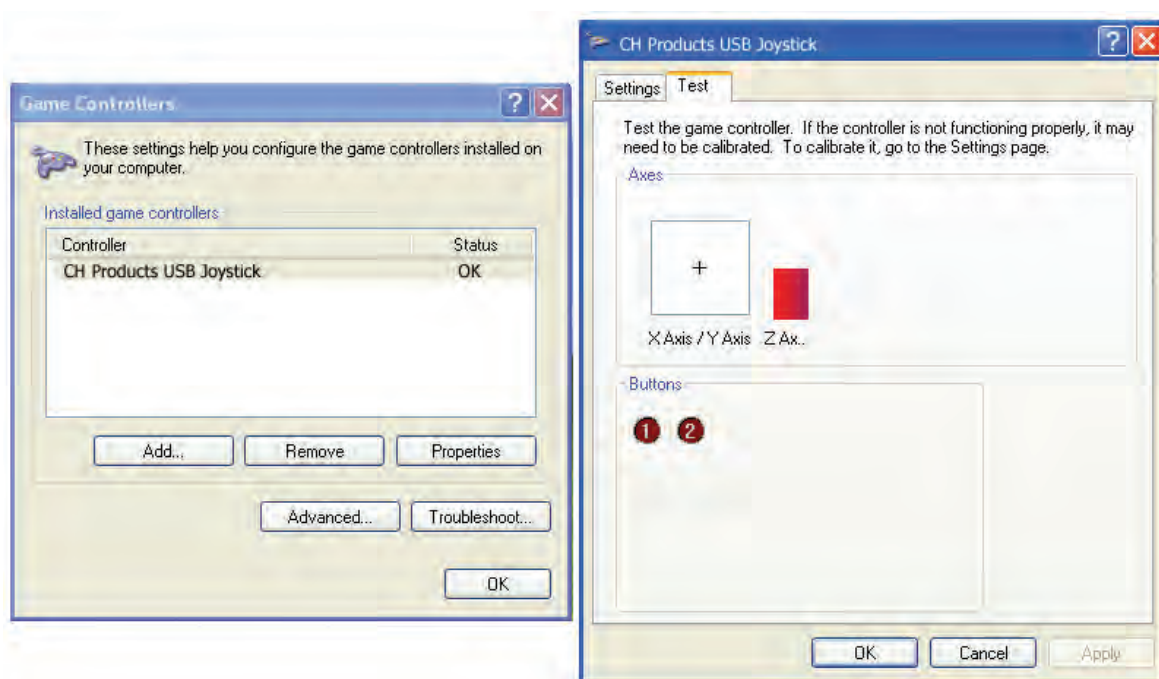 Game Controllers
These settings help you configure the game controllers installed on
your computer.
Installed game controllers
Controller Status
CH Products USB Joystick OK
Add... Remove Properties
Advanced... Troubleshoot...
OK
CH Products USB Joystick
Settings Test
Test the game controller. If the controller is not functioning properly, it may
need to be calibrated. To calibrate it, go to the Settings page.
Axes
X Axis / Y Axis Z Ax..
Buttons
1 2
OK Cancel Apply